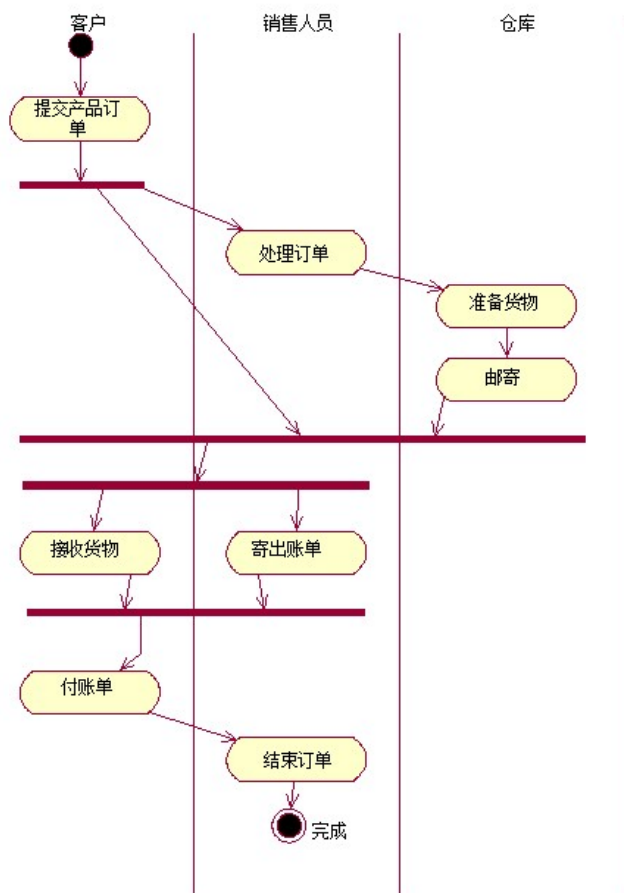 客户
销售人员
仓库
提交产品订
单
处理订单
准备货物
邮寄
接收货物
寄出账单
付账单
结束订单
完成